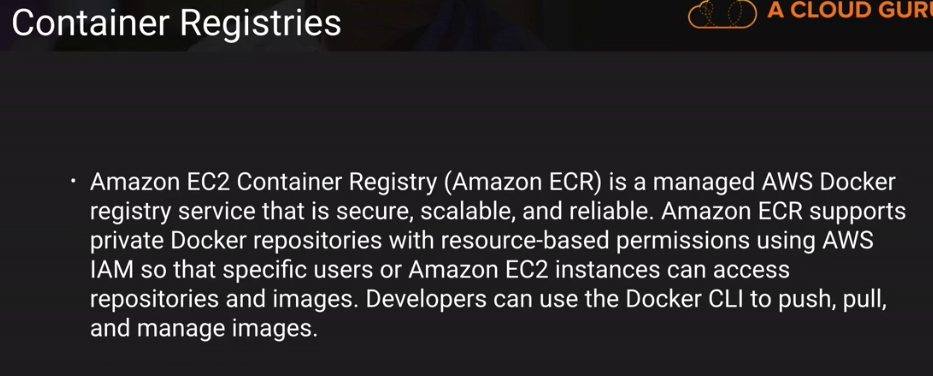 Container Registries
A CLOUD GURU
• Amazon EC2 Container Registry (Amazon ECR) is a managed AWS Docker
registry service that is secure, scalable, and reliable. Amazon ECR supports
private Docker repositories with resource-based permissions using AWS
IAM so that specific users or Amazon EC2 instances can access
repositories and images. Developers can use the Docker CLI to push, pull,
and manage images.